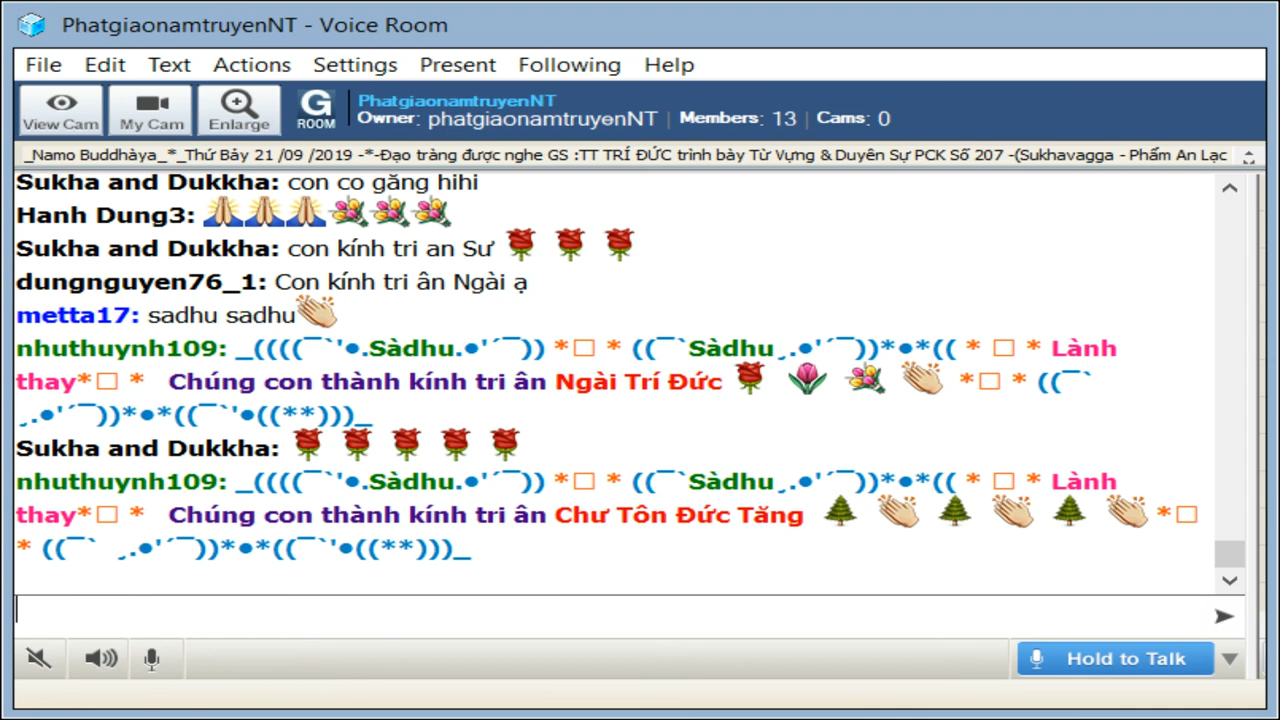 PhatgiaonamtruyenNT - Voice Room
File Edit Text Actions Settings Present Following Help
View Cam My Cam Enlarge G ROOM PhatgiaonamtruyenNT
Owner: phatgiaonamtruyenNT | Members: 13 | Cams: 0
_Namo Buddhàya_*_Thứ Bảy 21 /09 /2019 -*-Đạo tràng được nghe GS :TT TRÍ ĐỨC trình bày Từ Vựng & Duyên Sự PCK Số 207 -(Sukhavagga - Phẩm An Lạc
Sukha and Dukkha: con co găng hihi
Hanh Dung3: 🙏🙏🙏💐💐💐
Sukha and Dukkha: con kính tri an Sư 🌹 🌹 🌹
dungnguyen76_1: Con kính tri ân Ngài ạ
metta17: sadhu sadhu👏
nhuthuynh109: _((((¯`'●.Sàdhu.●'´¯)) *□ * ((¯`Sàdhu¸.●'´¯))*●*(( * □ * Lành
thay*□ * Chúng con thành kính tri ân Ngài Trí Đức 🌹 🌷 💐 👏 *□ * ((¯`
¸.●'´¯))*●*((¯`'●((**)))_
Sukha and Dukkha: 🌹 🌹 🌹 🌹 🌹
nhuthuynh109: _((((¯`'●.Sàdhu.●'´¯)) *□ * ((¯`Sàdhu¸.●'´¯))*●*(( * □ * Lành
thay*□ * Chúng con thành kính tri ân Chư Tôn Đức Tăng 🌲 👏 🌲 👏 🌲 👏 *□
* ((¯` ¸.●'´¯))*●*((¯`'●((**)))_
Hold to Talk